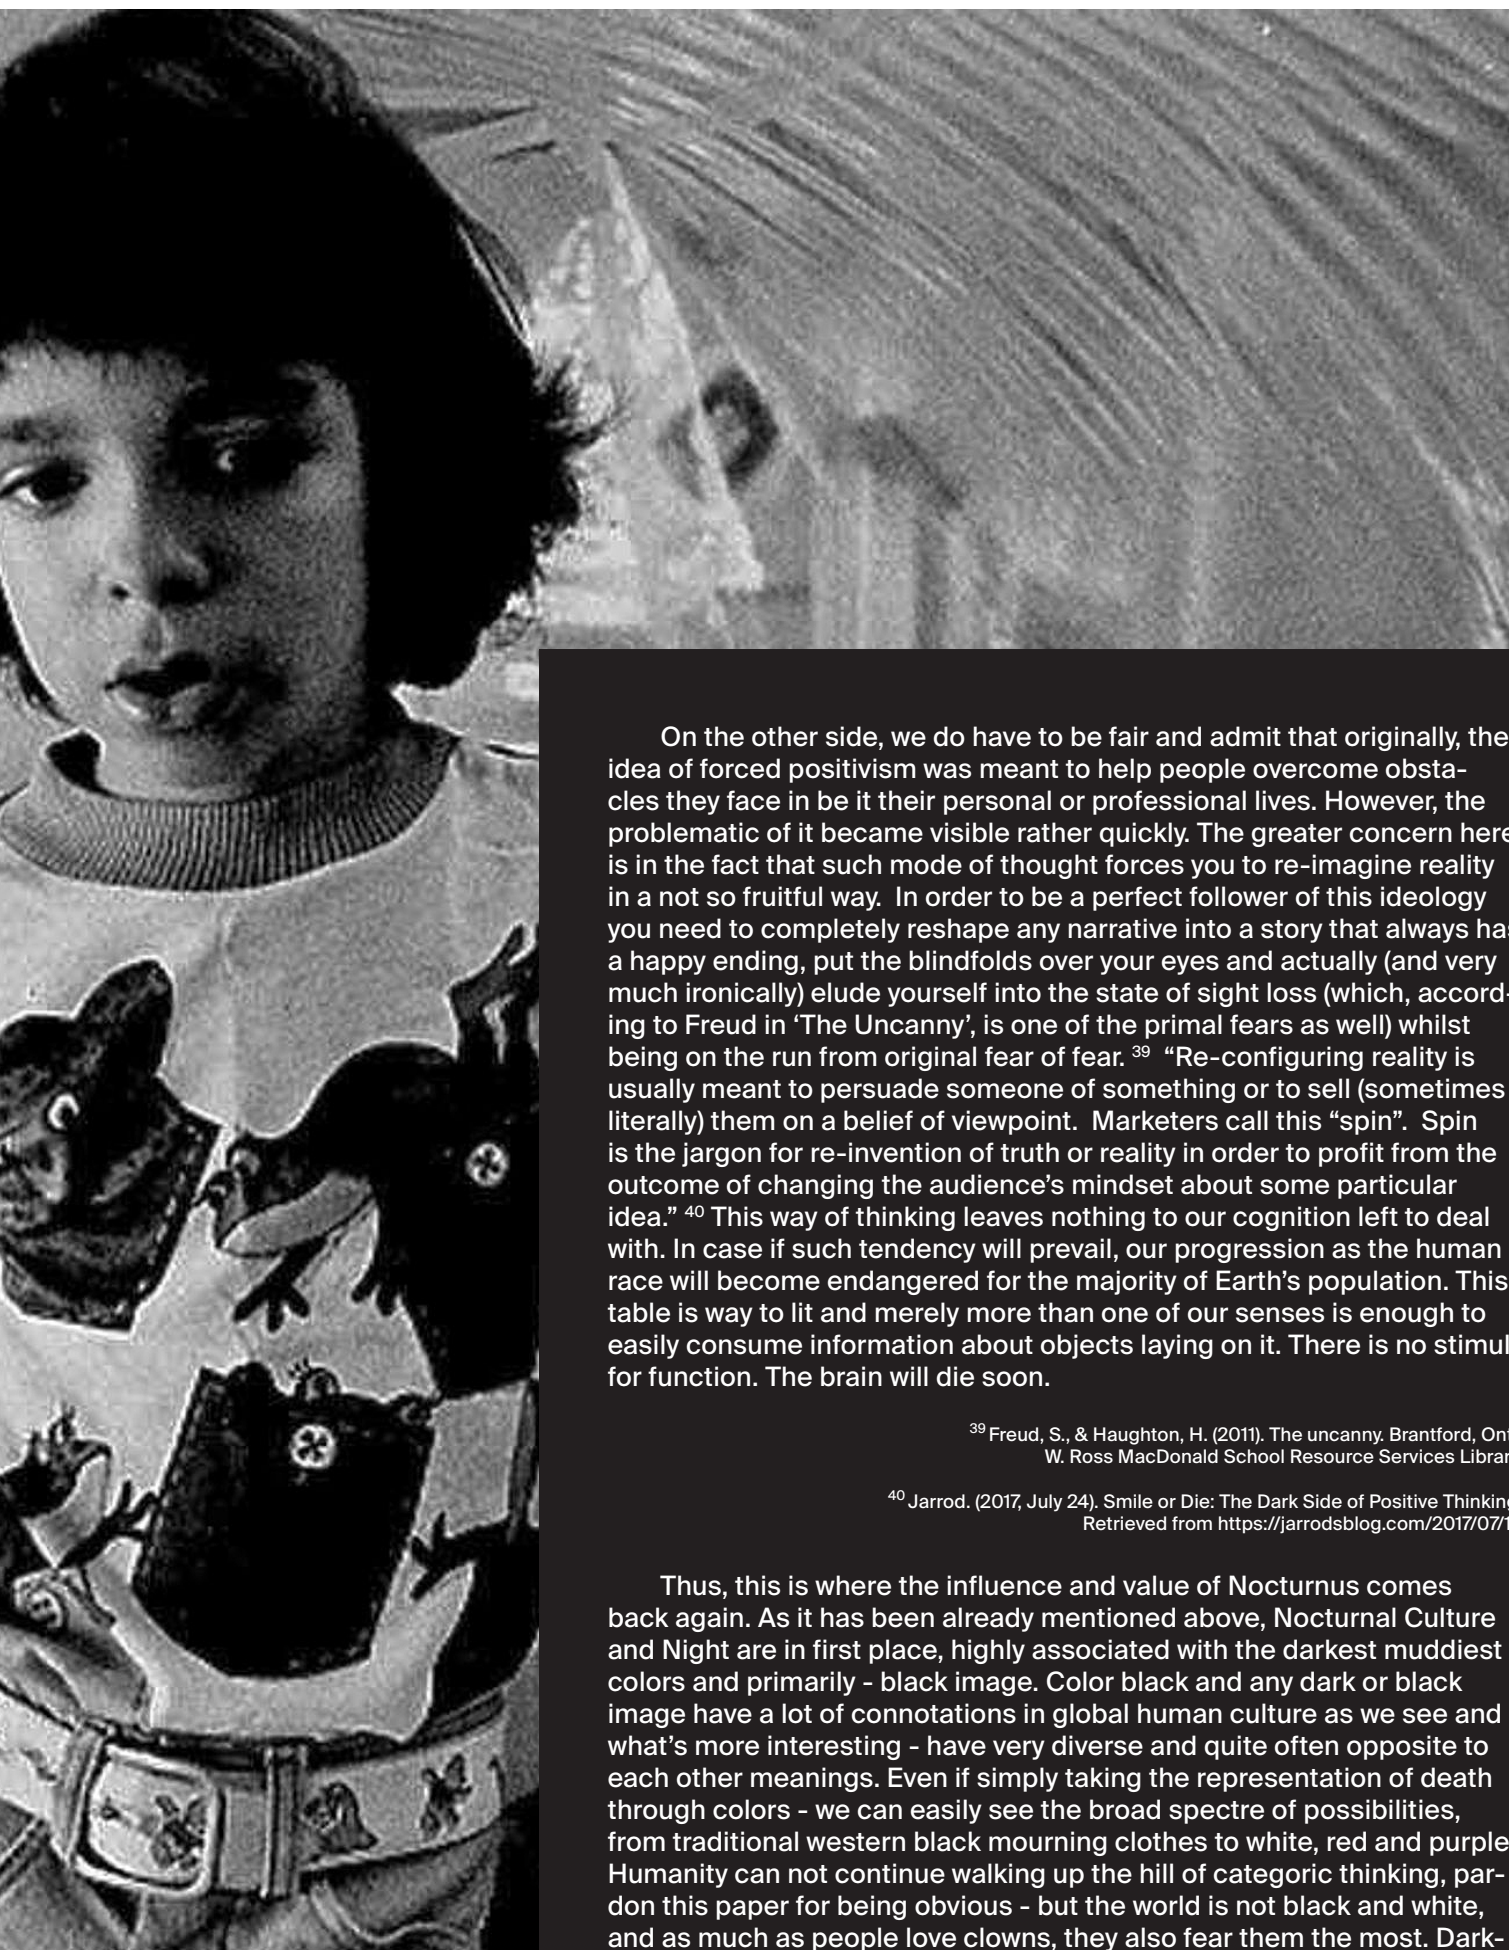 On the other side, we do have to be fair and admit that originally, the
idea of forced positivism was meant to help people overcome obsta-
cles they face in be it their personal or professional lives. However, the
problematic of it became visible rather quickly. The greater concern here
is in the fact that such mode of thought forces you to re-imagine reality
in a not so fruitful way.  In order to be a perfect follower of this ideology
you need to completely reshape any narrative into a story that always has
a happy ending, put the blindfolds over your eyes and actually (and very
much ironically) elude yourself into the state of sight loss (which, accord-
ing to Freud in ‘The Uncanny’, is one of the primal fears as well) whilst
being on the run from original fear of fear. 39  “Re-configuring reality is
usually meant to persuade someone of something or to sell (sometimes
literally) them on a belief of viewpoint.  Marketers call this “spin”.  Spin
is the jargon for re-invention of truth or reality in order to profit from the
outcome of changing the audience’s mindset about some particular
idea.” 40 This way of thinking leaves nothing to our cognition left to deal
with. In case if such tendency will prevail, our progression as the human
race will become endangered for the majority of Earth’s population. This
table is way to lit and merely more than one of our senses is enough to
easily consume information about objects laying on it. There is no stimul
for function. The brain will die soon.
39 Freud, S., & Haughton, H. (2011). The uncanny. Brantford, Ont
W. Ross MacDonald School Resource Services Librar
40 Jarrod. (2017, July 24). Smile or Die: The Dark Side of Positive Thinking
Retrieved from https://jarrodsblog.com/2017/07/1
Thus, this is where the influence and value of Nocturnus comes
back again. As it has been already mentioned above, Nocturnal Culture
and Night are in first place, highly associated with the darkest muddiest
colors and primarily - black image. Color black and any dark or black
image have a lot of connotations in global human culture as we see and
what’s more interesting - have very diverse and quite often opposite to
each other meanings. Even if simply taking the representation of death
through colors - we can easily see the broad spectre of possibilities,
from traditional western black mourning clothes to white, red and purple
Humanity can not continue walking up the hill of categoric thinking, par-
don this paper for being obvious - but the world is not black and white,
and as much as people love clowns, they also fear them the most. Dark-